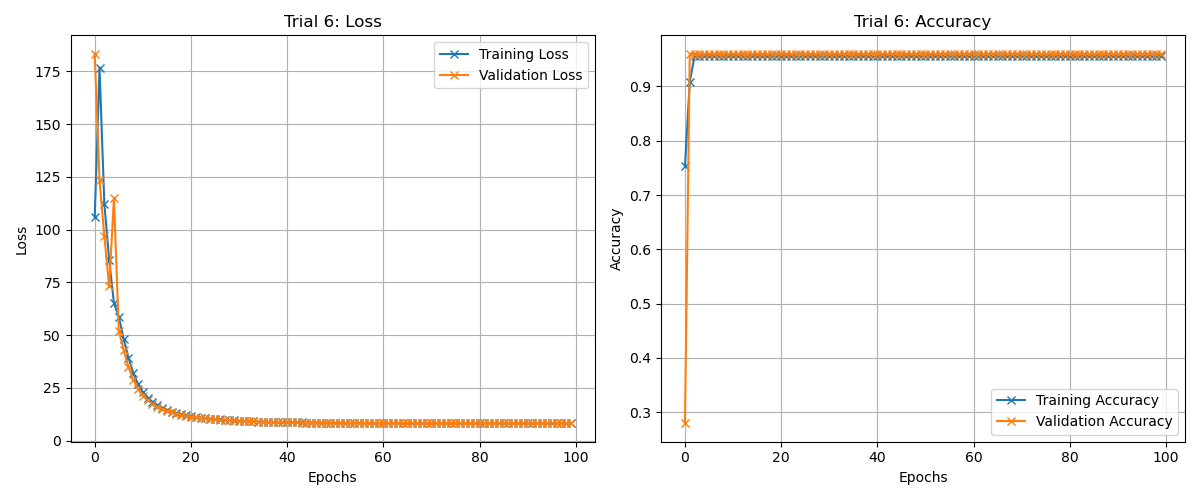 Trial 6: Loss
Training Loss
Validation Loss
175
150
125
100
75
50
25
0
Loss
0 20 40 60 80 100
Epochs
Trial 6: Accuracy
0.9
0.8
0.7
0.6
0.5
0.4
0.3
Accuracy
Training Accuracy
Validation Accuracy
0 20 40 60 80 100
Epochs